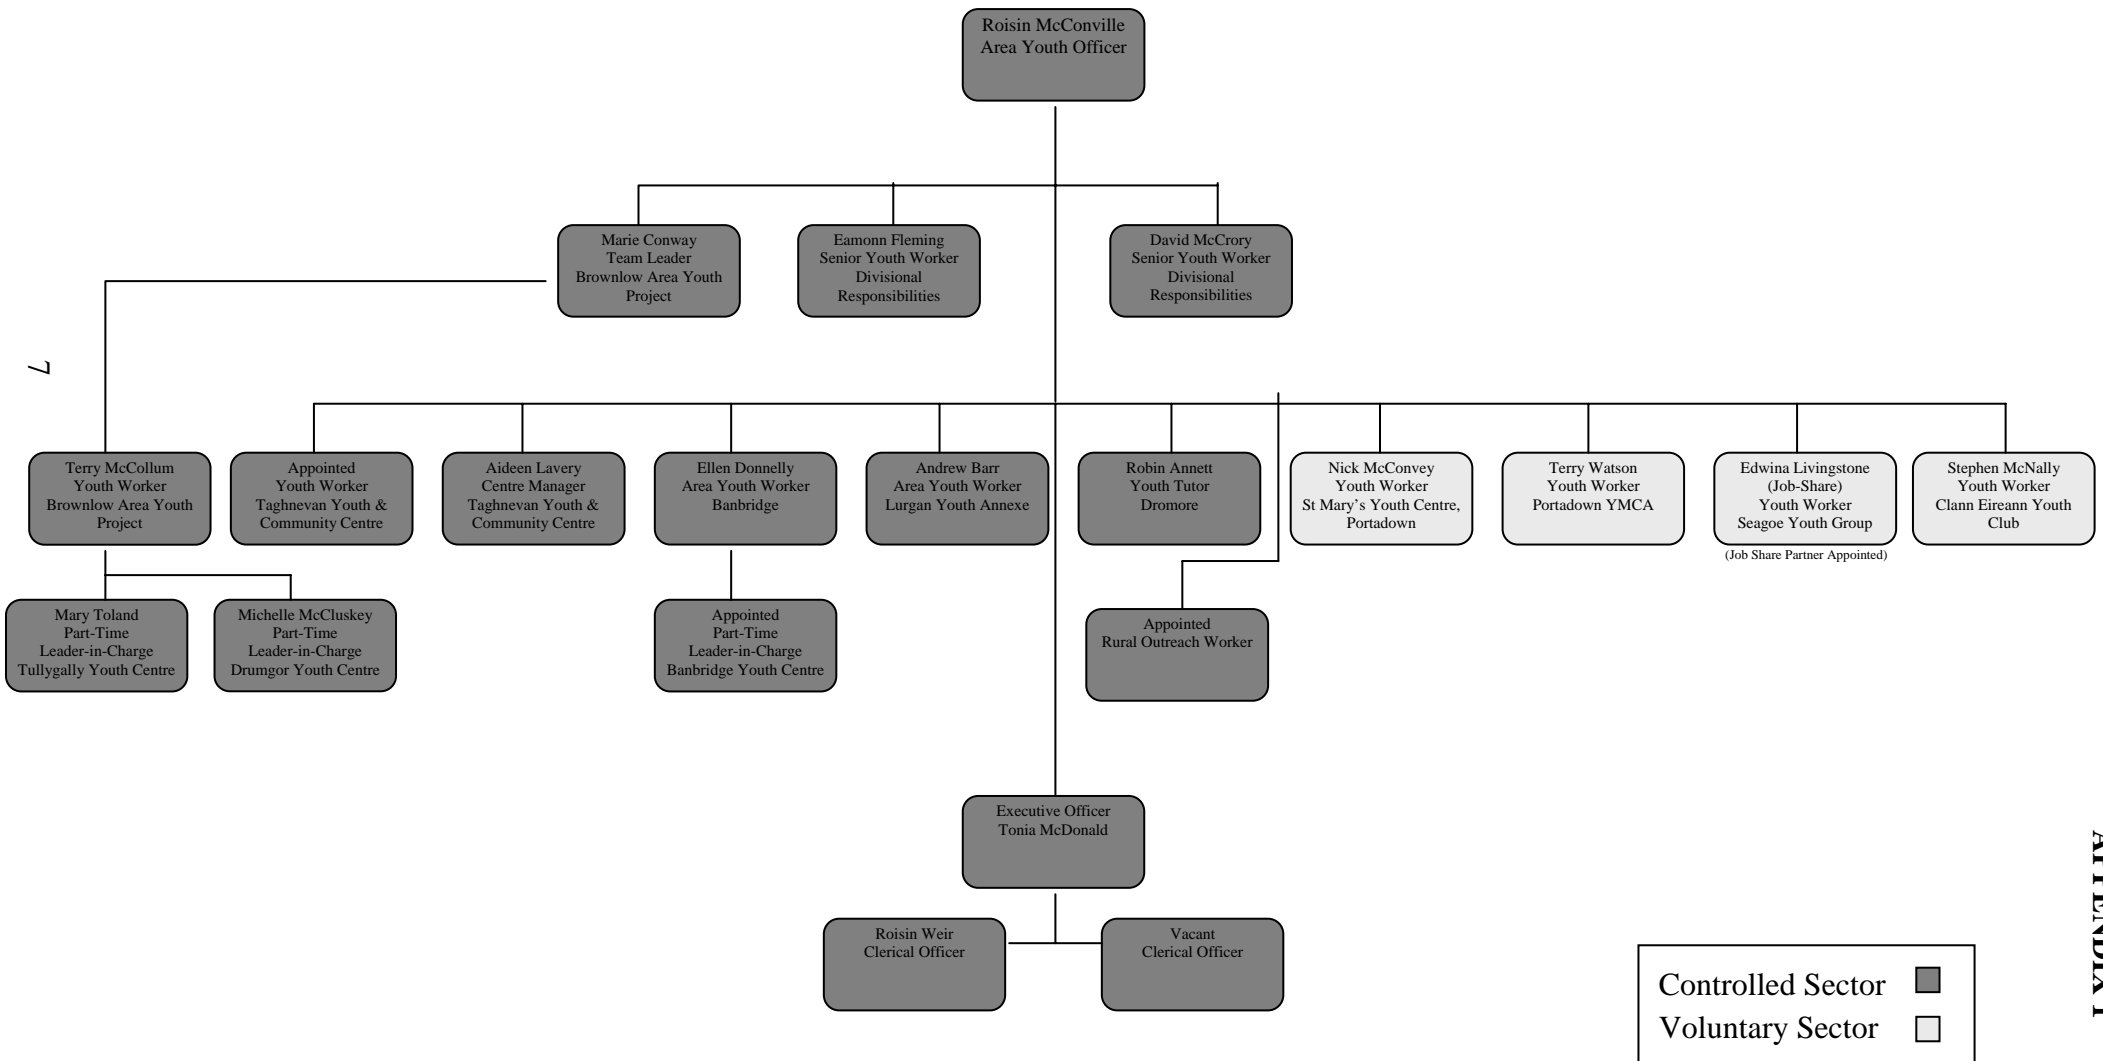 Roisin McConville
Area Youth Officer
Marie Conway
Team Leader
Brownlow Area Youth
Project
Eamonn Fleming
Senior Youth Worker
Divisional
Responsibilities
David McCrory
Senior Youth Worker
Divisional
Responsibilities
7
Terry McCollum
Youth Worker
Brownlow Area Youth
Project
Appointed
Youth Worker
Taghnevan Youth &
Community Centre
Aideen Lavery
Centre Manager
Taghnevan Youth &
Community Centre
Ellen Donnelly
Area Youth Worker
Banbridge
Andrew Barr
Area Youth Worker
Lurgan Youth Annexe
Robin Annett
Youth Tutor
Dromore
Nick McConvey
Youth Worker
St Mary's Youth Centre,
Portadown
Terry Watson
Youth Worker
Portadown YMCA
Edwina Livingstone
(Job-Share)
Youth Worker
Seagoe Youth Group
(Job Share Partner Appointed)
Stephen McNally
Youth Worker
Clann Eireann Youth
Club
Mary Toland
Part-Time
Leader-in-Charge
Tullygally Youth Centre
Michelle McCluskey
Part-Time
Leader-in-Charge
Drumgor Youth Centre
Appointed
Part-Time
Leader-in-Charge
Banbridge Youth Centre
Appointed
Rural Outreach Worker
Executive Officer
Tonia McDonald
Roisin Weir
Clerical Officer
Vacant
Clerical Officer
Controlled Sector
Voluntary Sector
APPENDIX 1